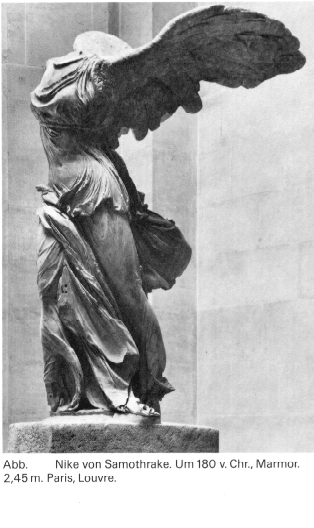 Abb. Nike von Samothrake. Um 180 v. Chr., Marmor.
2,45 m. Paris, Louvre.